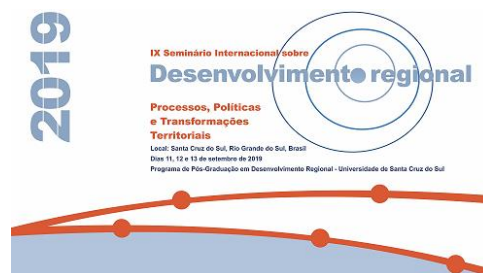 2019
IX Seminário Internacional sobre
Desenvolvimento regional
Processos, Políticas
e Transformações
Territoriais
Local: Santa Cruz do Sul, Rio Grande do Sul, Brasil
Dias 11, 12 e 13 de setembro de 2019
Programa de Pós-Graduação em Desenvolvimento Regional - Universidade de Santa Cruz do Sul